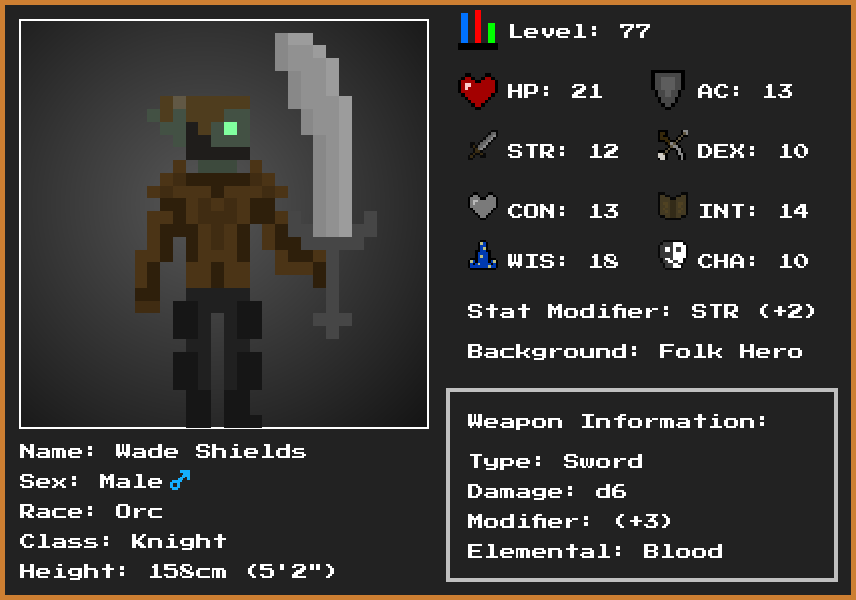 Level: 77
HP: 21 AC: 13
STR: 12 DEX: 10
CON: 13 INT: 14
WIS: 18 CHA: 10
Stat Modifier: STR (+2)
Background: Folk Hero
Weapon Information:
Type: Sword
Damage: d6
Modifier: (+3)
Elemental: Blood
Name: Wade Shields
Sex: Male ♂
Race: Orc
Class: Knight
Height: 158cm (5'2")